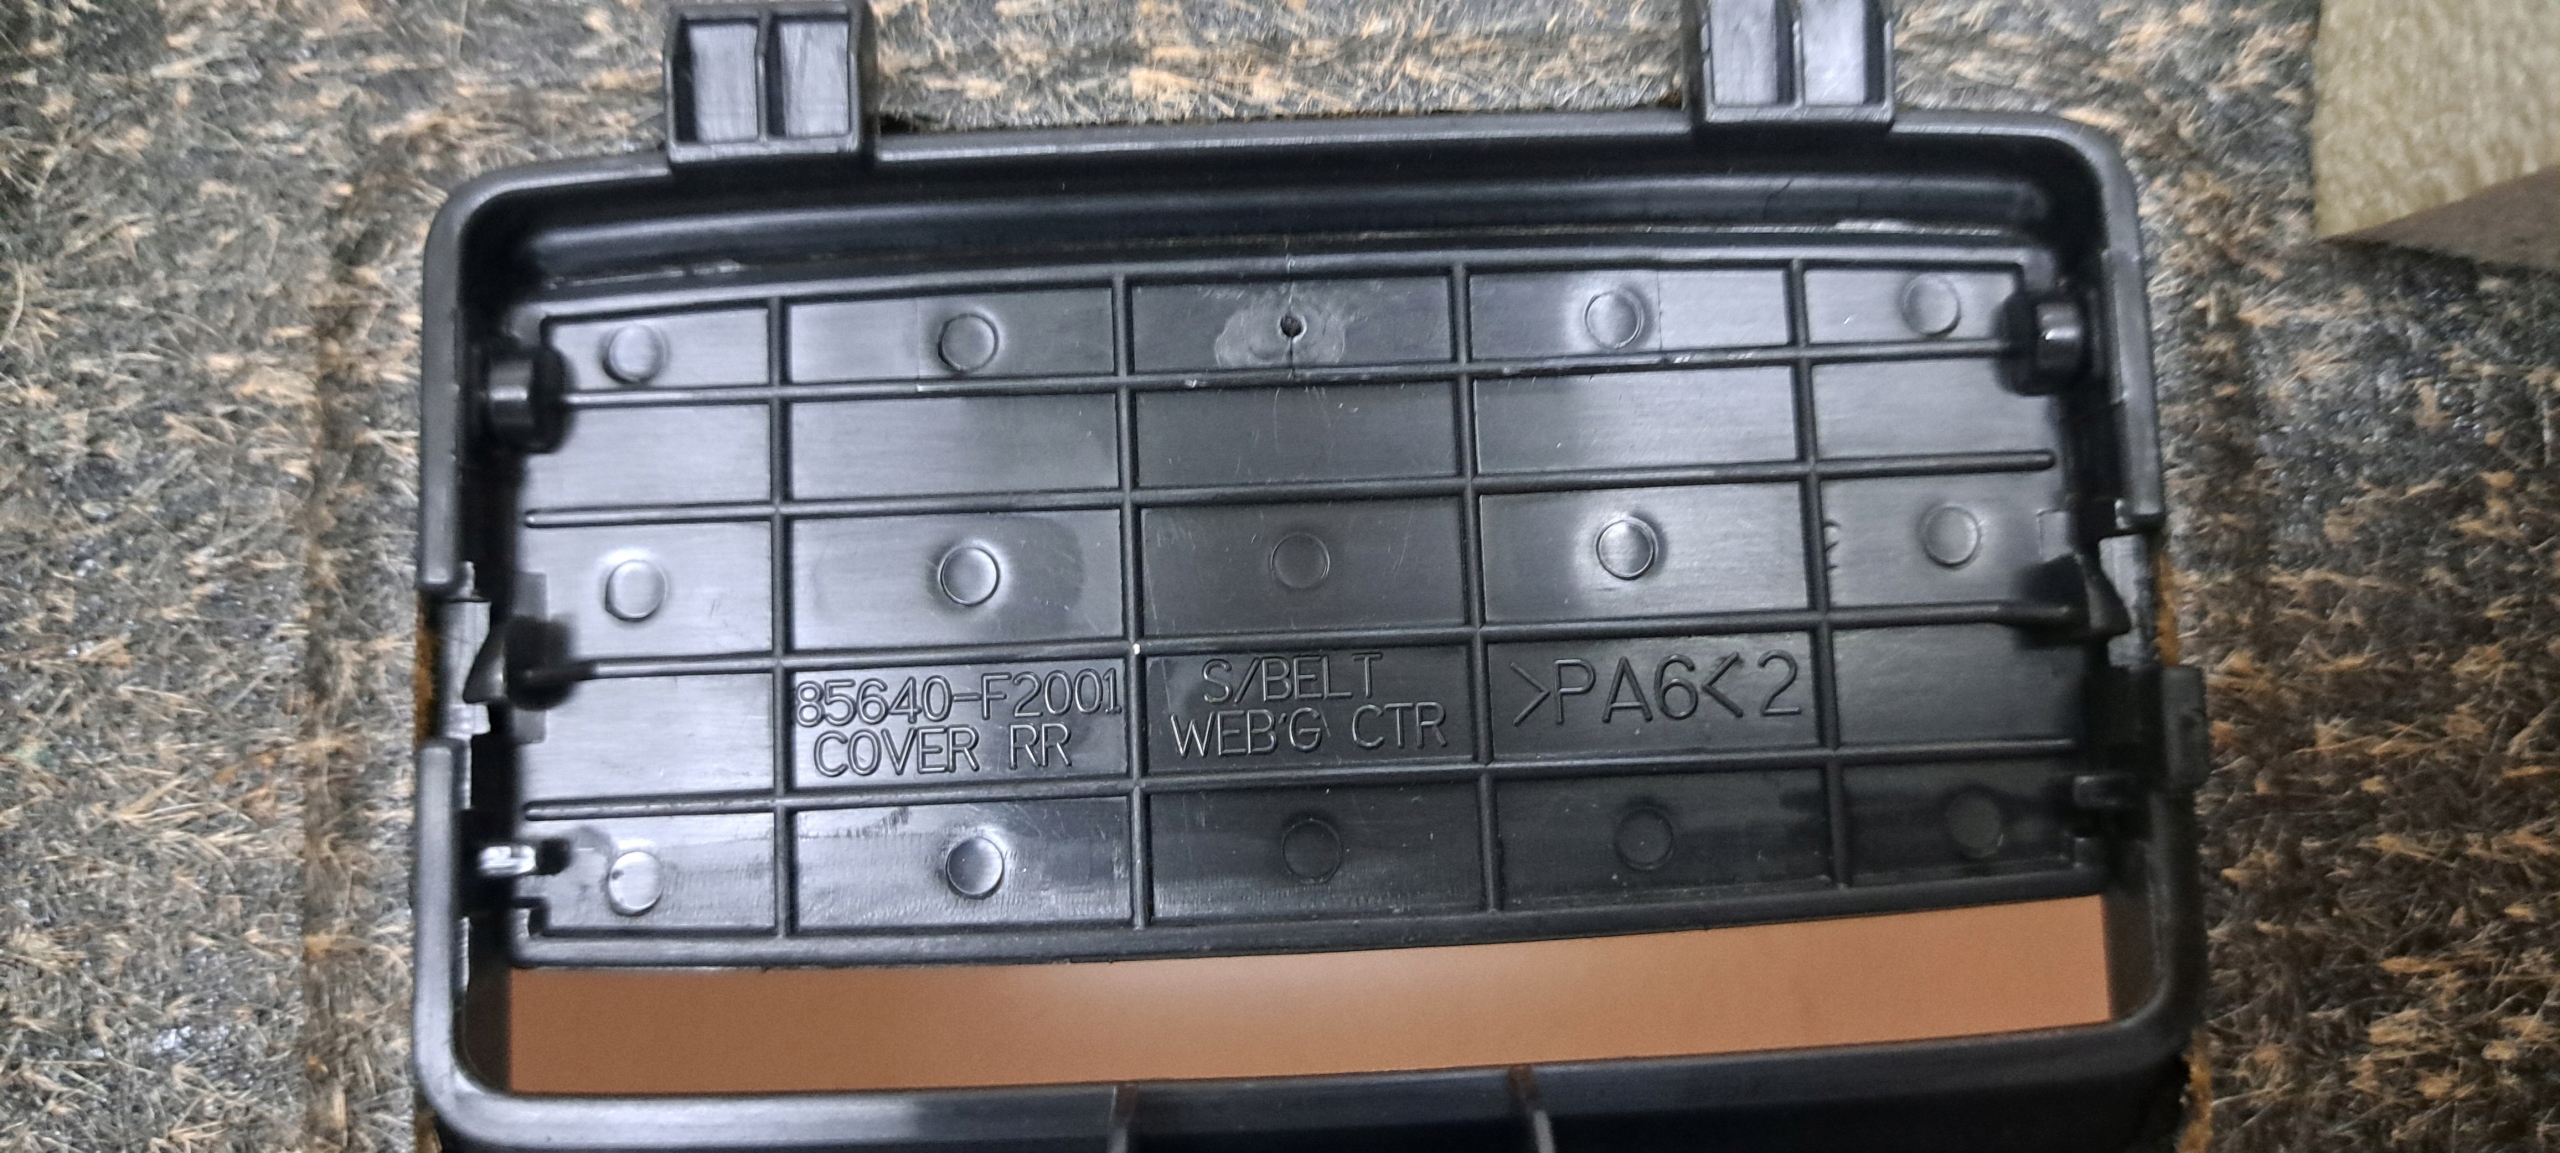 85640-F2001
COVER RR
S/BELT
WEB'G CTR
>PA6<2